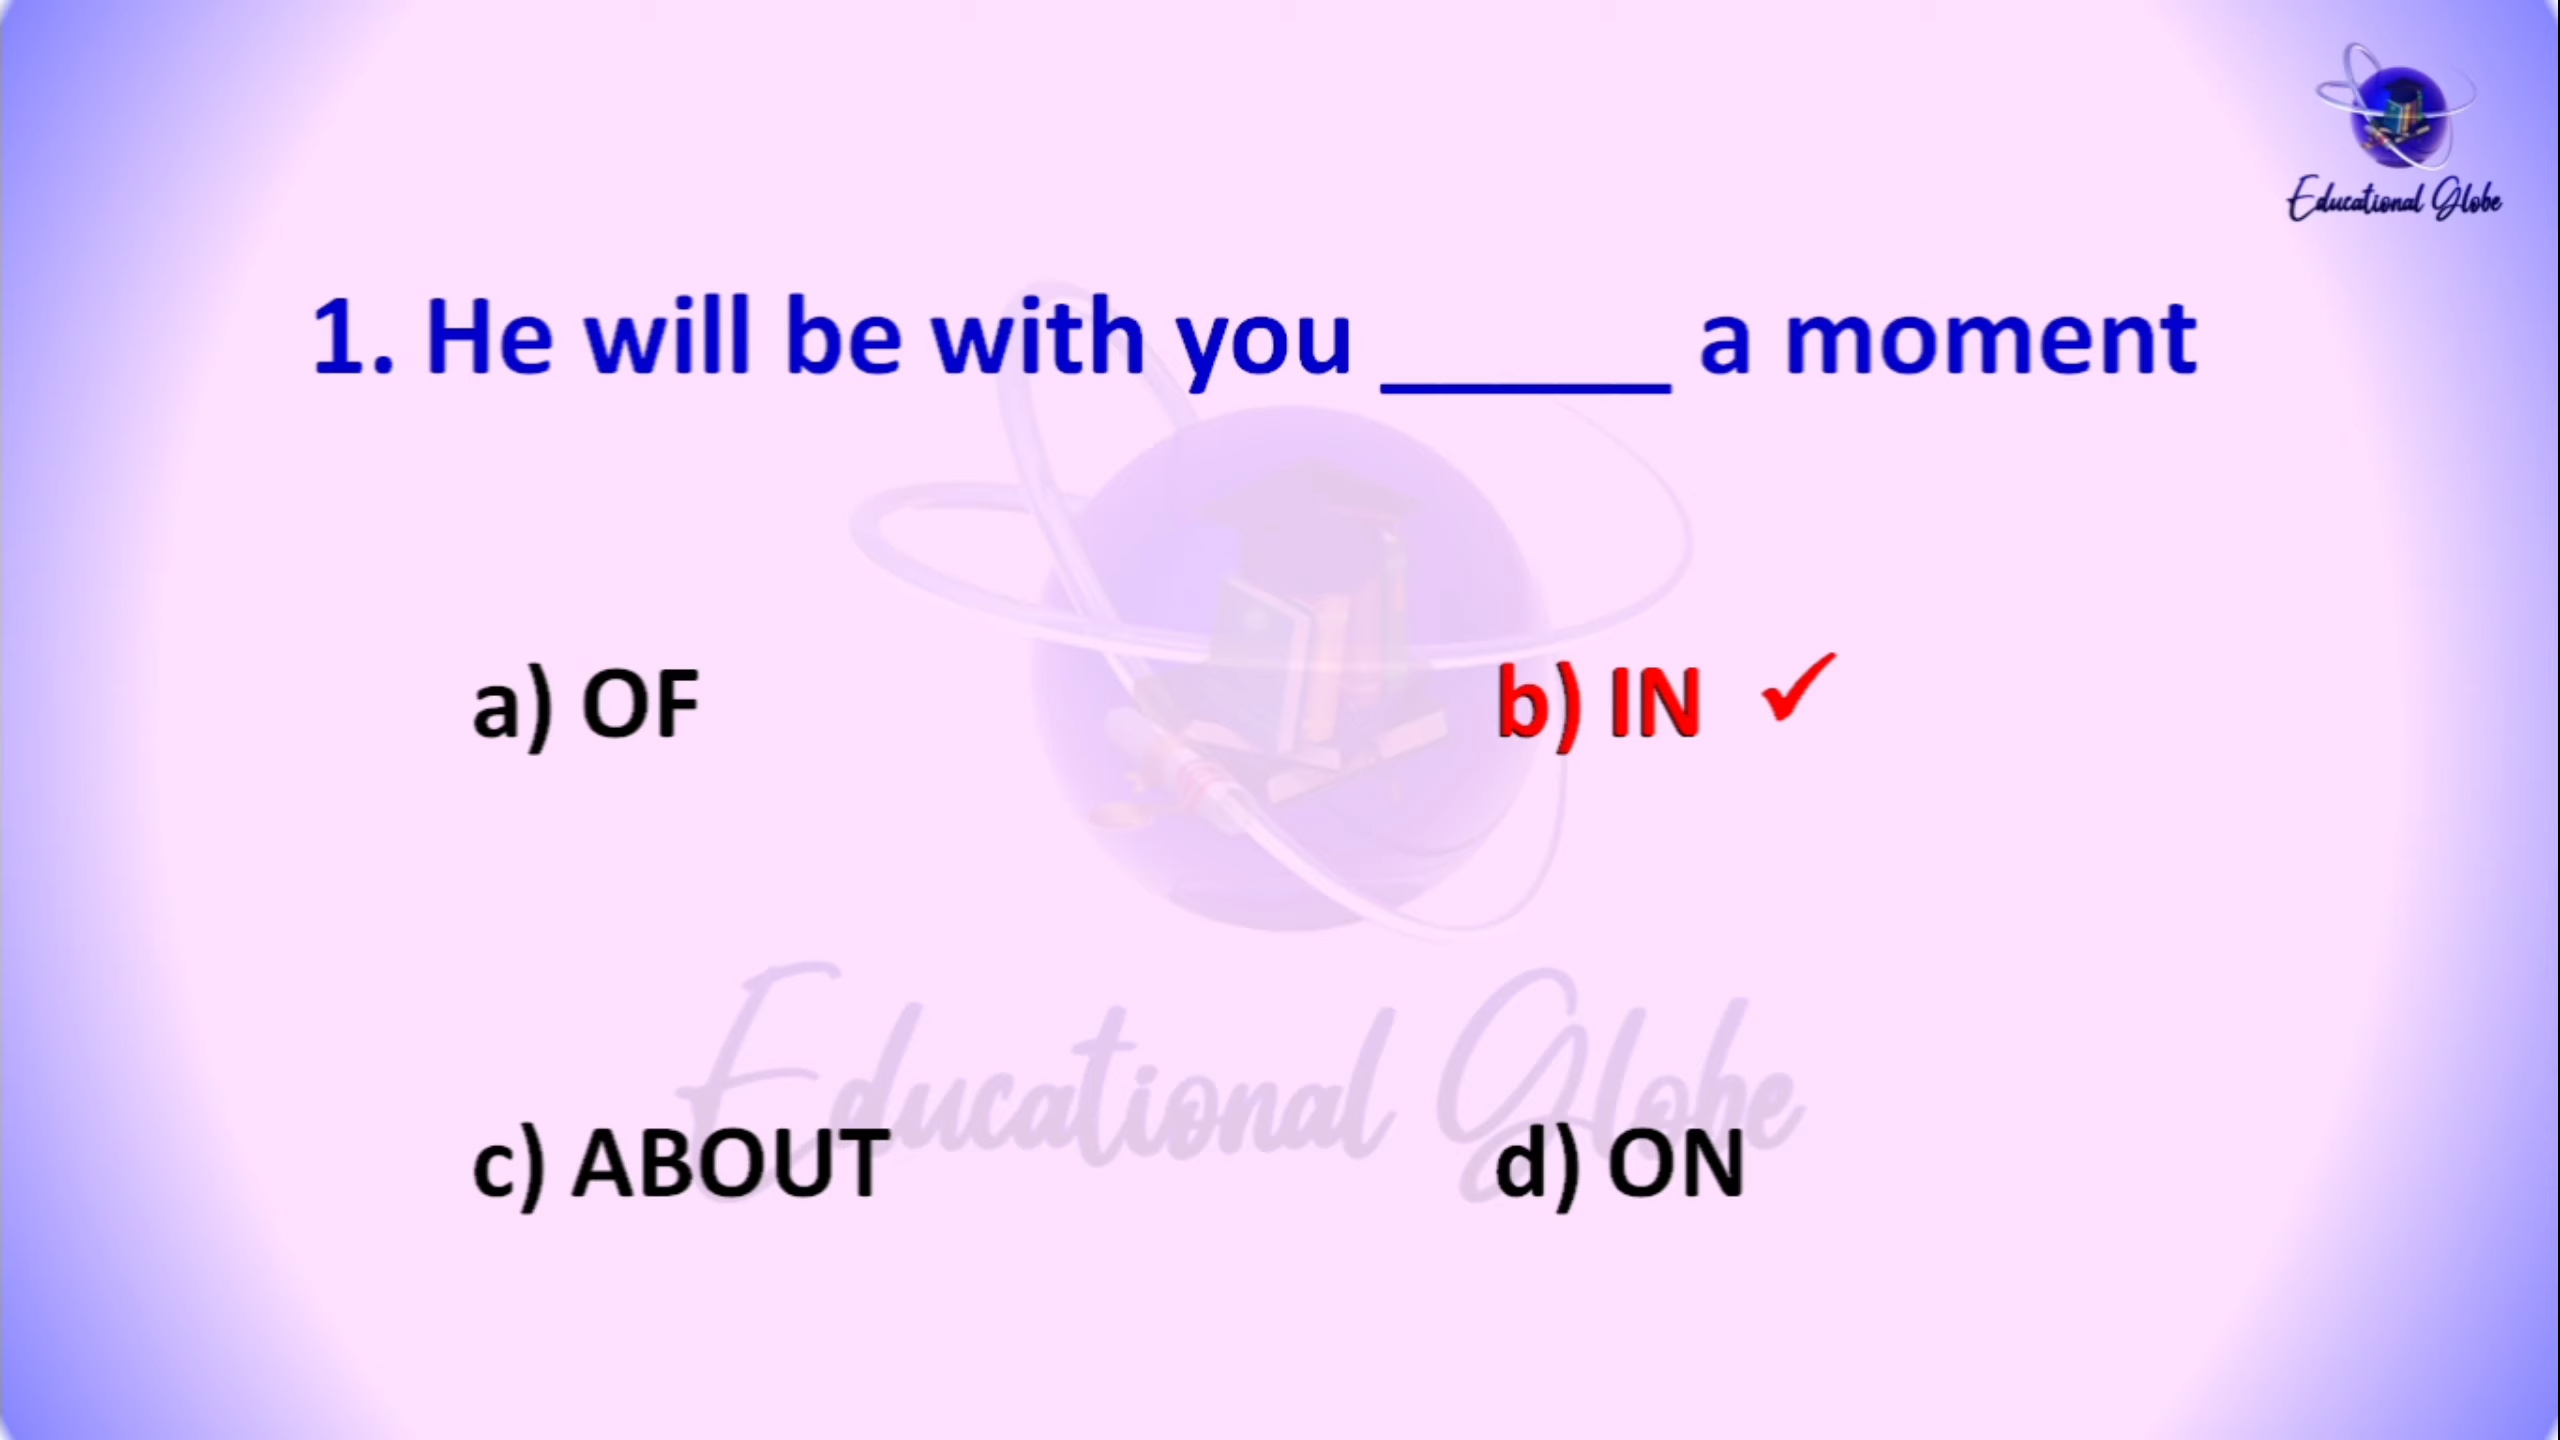 Educational Globe
1. He will be with you _____ a moment
a) OF
b) IN ✓
c) ABOUT
d) ON
Educational Globe